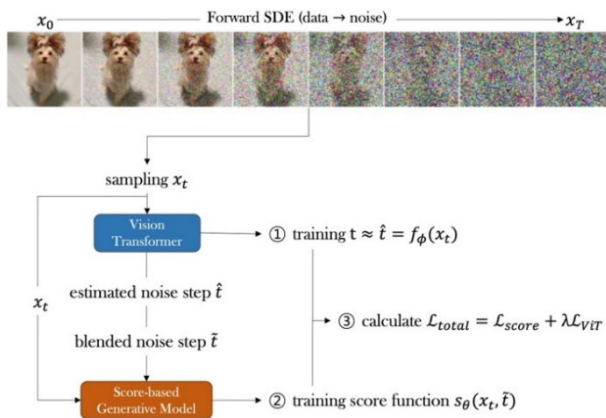 x₀ Forward SDE (data → noise) x_T
sampling x_t
Vision
Transformer
① training t ≈ t̂ = f_ϕ(x_t)
estimated noise step t̂
x_t
③ calculate ℒ_total = ℒ_score + λℒ_ViT
blended noise step t̃
Score-based
Generative Model
② training score function s_θ(x_t, t̃)